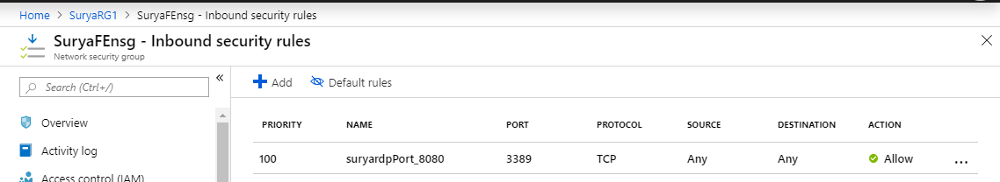 Home > SuryaRG1 > SuryaFEnsg - Inbound security rules
SuryaFEnsg - Inbound security rules
Network security group
Search (Ctrl+/)
Overview
Activity log
Access control (IAM)
Add Default rules
PRIORITY NAME PORT PROTOCOL SOURCE DESTINATION ACTION
100 suryardpPort_8080 3389 TCP Any Any Allow ...